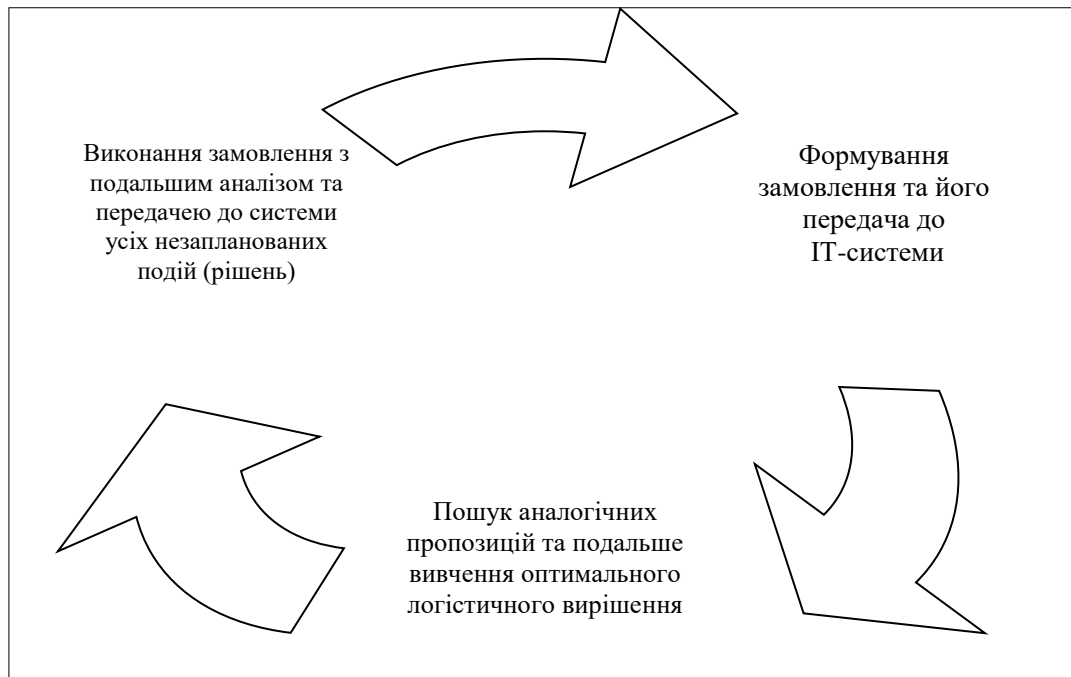 Виконання замовлення з
подальшим аналізом та
передачею до системи
усіх незапланованих
подій (рішень)
Формування
замовлення та його
передача до
ІТ-системи
Пошук аналогічних
пропозицій та подальше
вивчення оптимального
логістичного вирішення